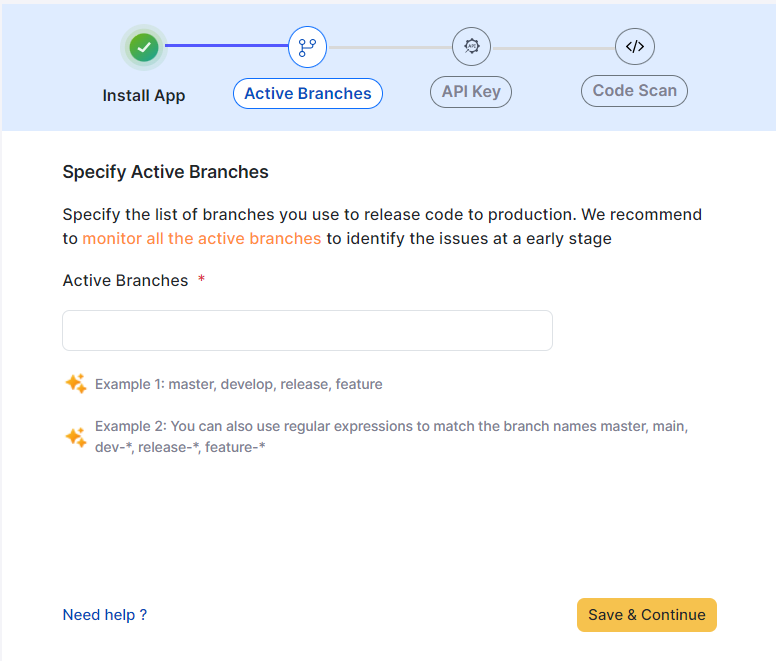 Install App
Active Branches
API Key
Code Scan
Specify Active Branches
Specify the list of branches you use to release code to production. We recommend
to monitor all the active branches to identify the issues at a early stage
Active Branches *
Example 1: master, develop, release, feature
Example 2: You can also use regular expressions to match the branch names master, main,
dev-*, release-*, feature-*
Need help ?
Save & Continue